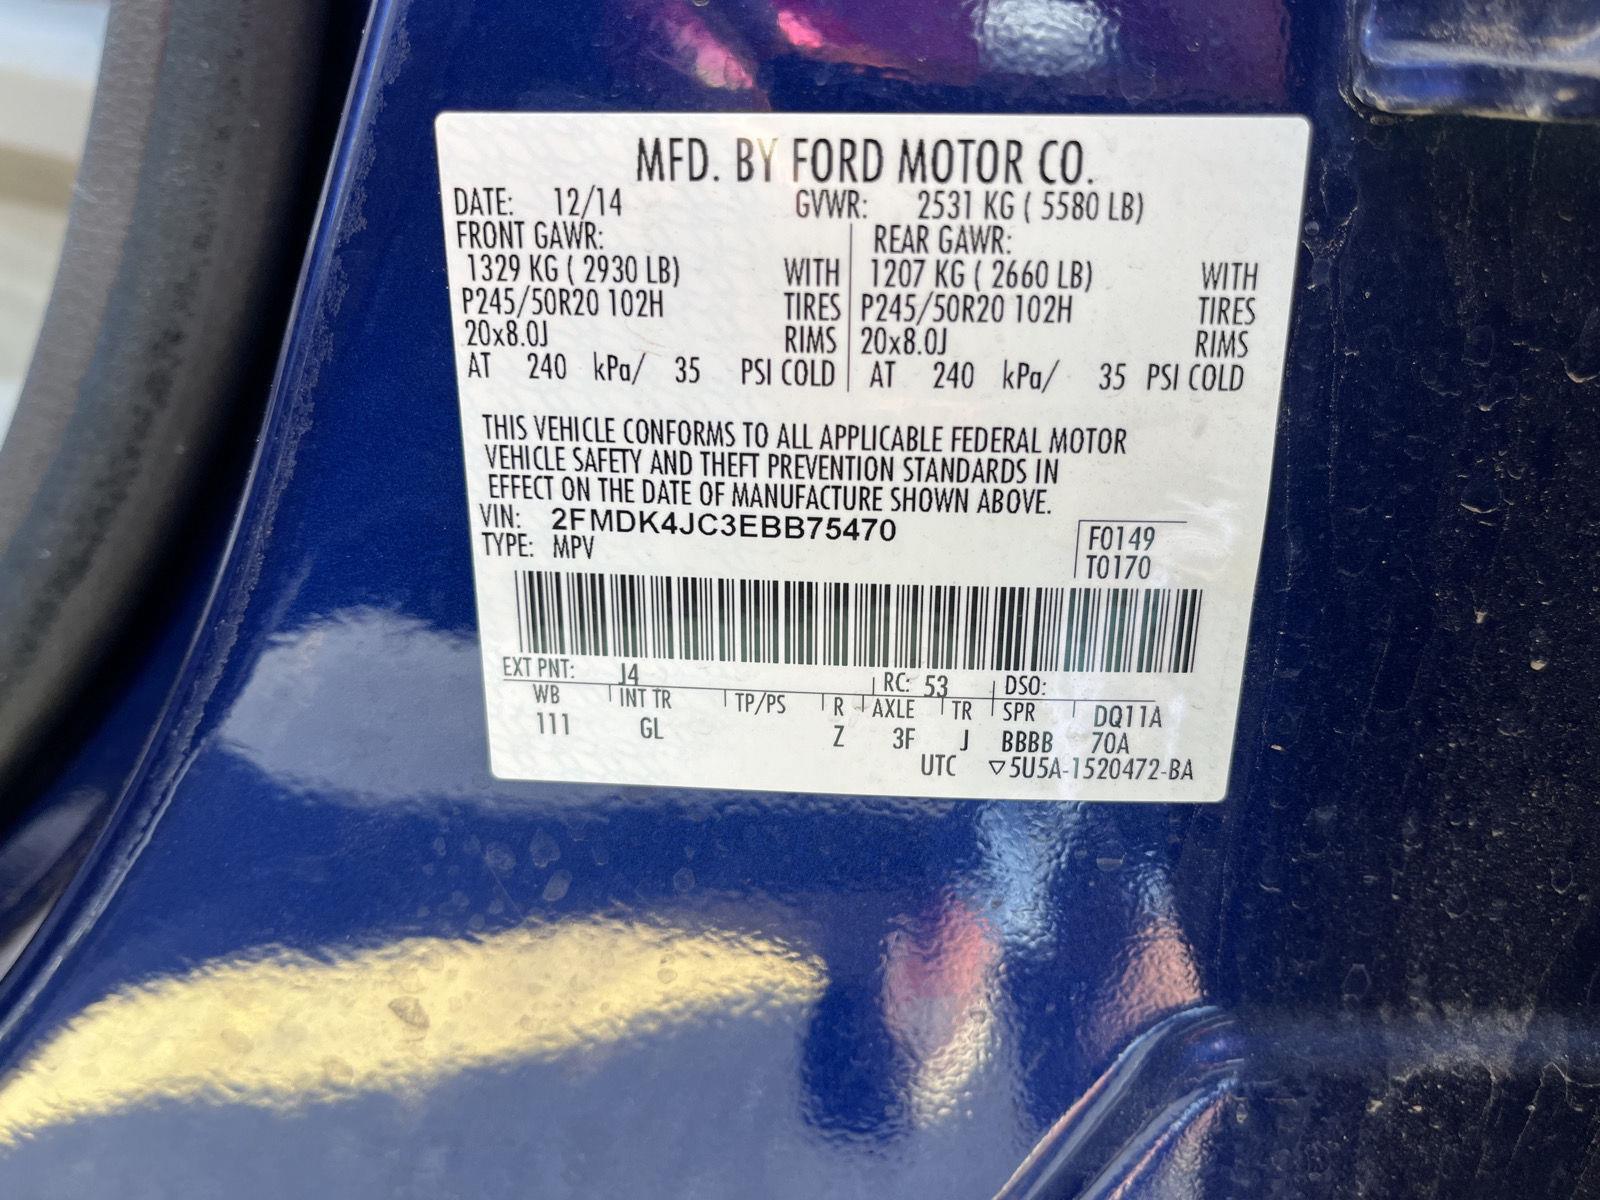 MFD. BY FORD MOTOR CO.
DATE: 12/14 GVWR: 2531 KG ( 5580 LB)
FRONT GAWR: REAR GAWR:
1329 KG ( 2930 LB) WITH 1207 KG ( 2660 LB) WITH
P245/50R20 102H TIRES P245/50R20 102H TIRES
20x8.0J RIMS 20x8.0J RIMS
AT 240 kPa/ 35 PSI COLD AT 240 kPa/ 35 PSI COLD
THIS VEHICLE CONFORMS TO ALL APPLICABLE FEDERAL MOTOR
VEHICLE SAFETY AND THEFT PREVENTION STANDARDS IN
EFFECT ON THE DATE OF MANUFACTURE SHOWN ABOVE.
VIN: 2FMDK4JC3EBB75470
TYPE: MPV
F0149
T0170
EXT PNT: J4 RC: 53 DSO:
WB INT TR TP/PS R AXLE TR SPR DQ11A
111 GL Z 3F J BBBB 70A
UTC ▽5U5A-1520472-BA